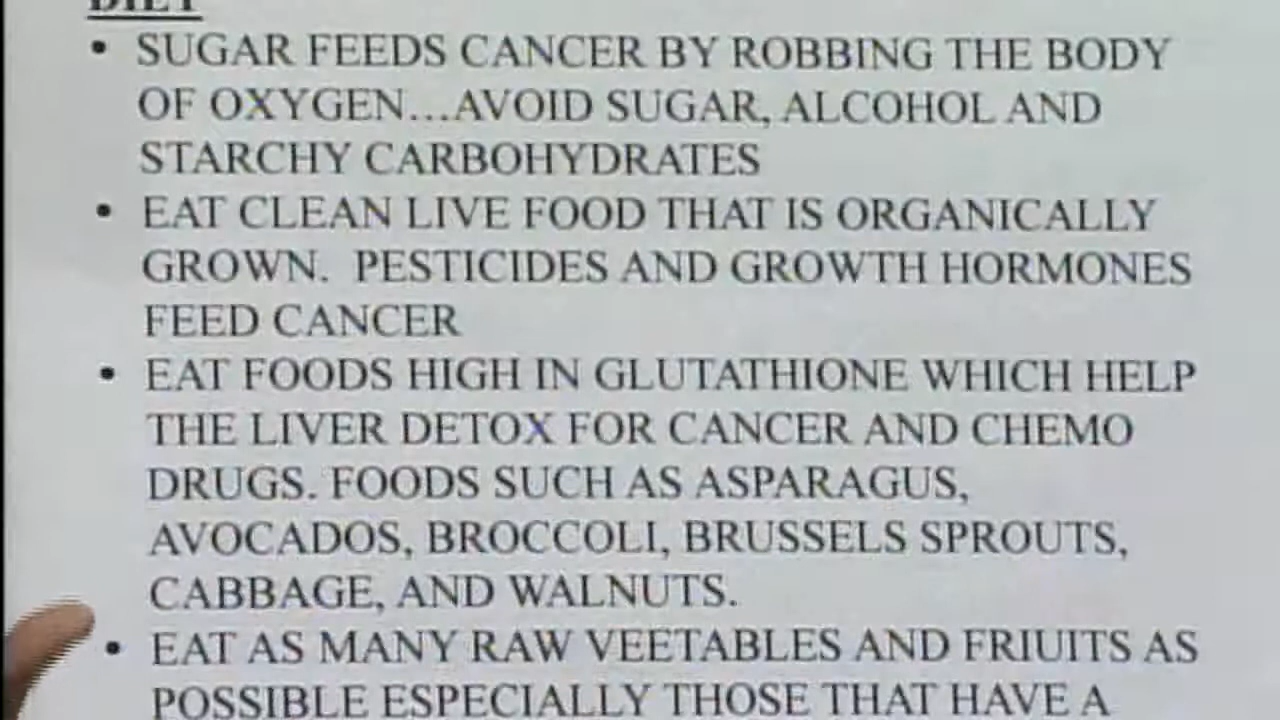 DIET
• SUGAR FEEDS CANCER BY ROBBING THE BODY
OF OXYGEN...AVOID SUGAR, ALCOHOL AND
STARCHY CARBOHYDRATES
• EAT CLEAN LIVE FOOD THAT IS ORGANICALLY
GROWN.  PESTICIDES AND GROWTH HORMONES
FEED CANCER
• EAT FOODS HIGH IN GLUTATHIONE WHICH HELP
THE LIVER DETOX FOR CANCER AND CHEMO
DRUGS. FOODS SUCH AS ASPARAGUS,
AVOCADOS, BROCCOLI, BRUSSELS SPROUTS,
CABBAGE, AND WALNUTS.
• EAT AS MANY RAW VEETABLES AND FRIUITS AS
POSSIBLE ESPECIALLY THOSE THAT HAVE A